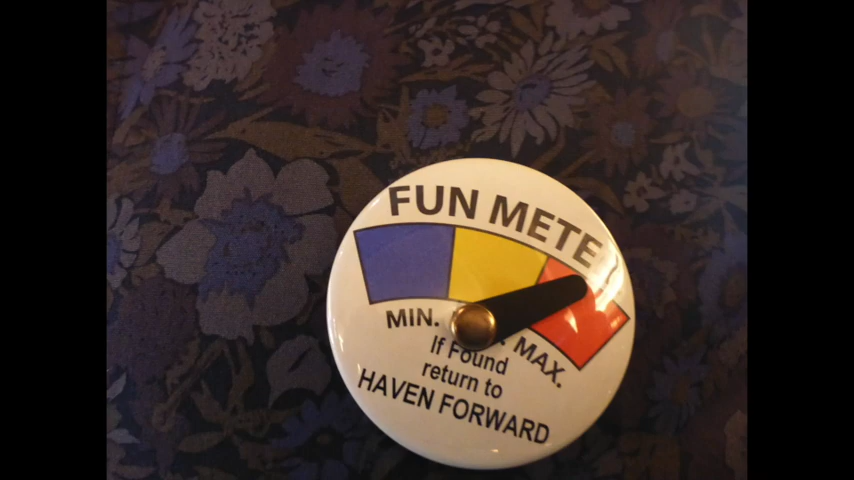 FUN METE
MIN. . MAX.
If Found
return to
HAVEN FORWARD